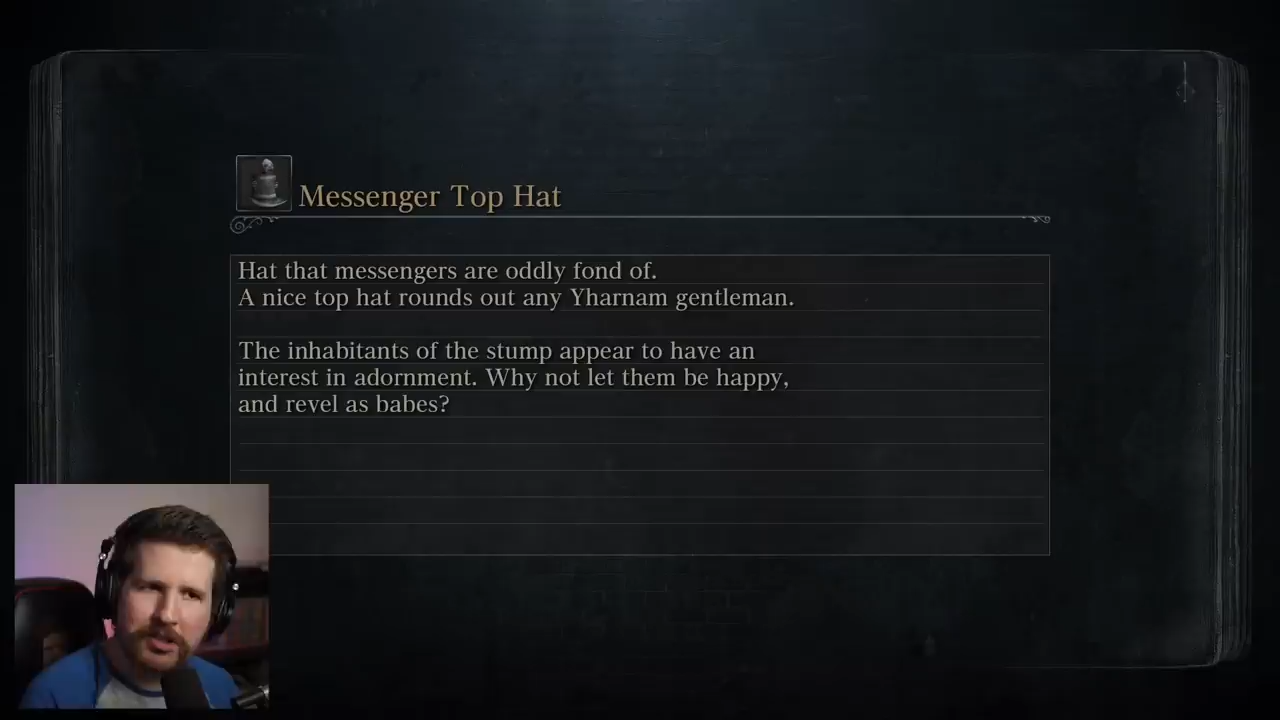 Messenger Top Hat
Hat that messengers are oddly fond of.
A nice top hat rounds out any Yharnam gentleman.
The inhabitants of the stump appear to have an
interest in adornment. Why not let them be happy,
and revel as babes?